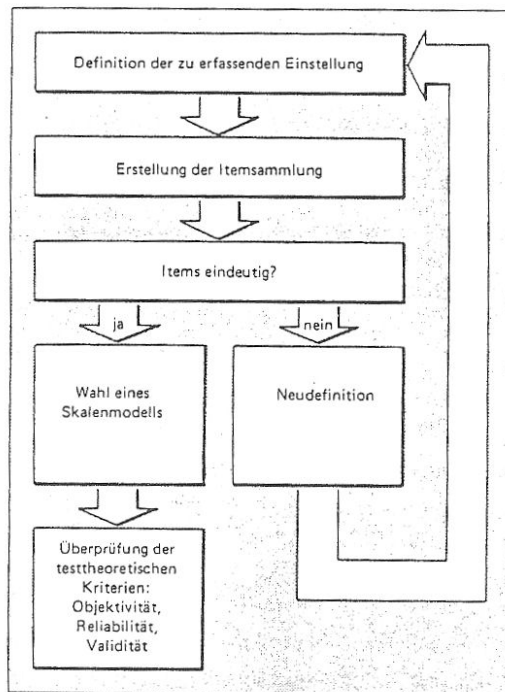 Definition der zu erfassenden Einstellung
Erstellung der Itemsammlung
Items eindeutig?
ja
nein
Wahl eines
Skalenmodells
Neudefinition
Überprüfung der
testtheoretischen
Kriterien:
Objektivität,
Reliabilität,
Validität